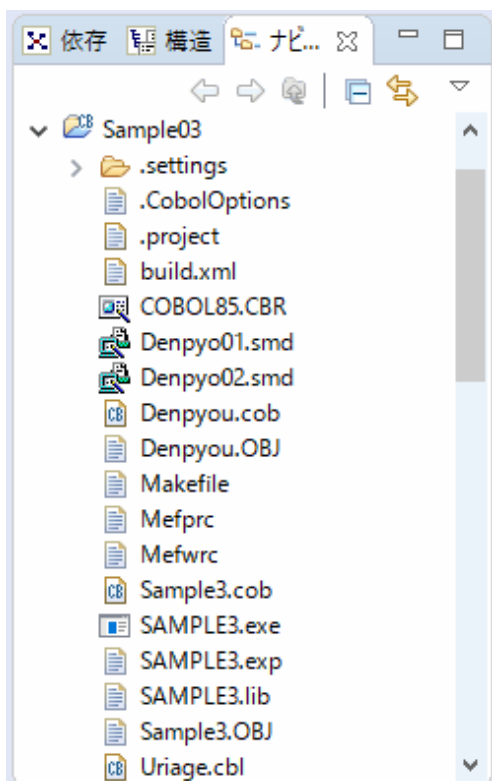 依存 構造 ナビ...
Sample03
.settings
.CobolOptions
.project
build.xml
COBOL85.CBR
Denpyo01.smd
Denpyo02.smd
Denpyou.cob
Denpyou.OBJ
Makefile
Mefprc
Mefwrc
Sample3.cob
SAMPLE3.exe
SAMPLE3.exp
SAMPLE3.lib
Sample3.OBJ
Uriage.cbl